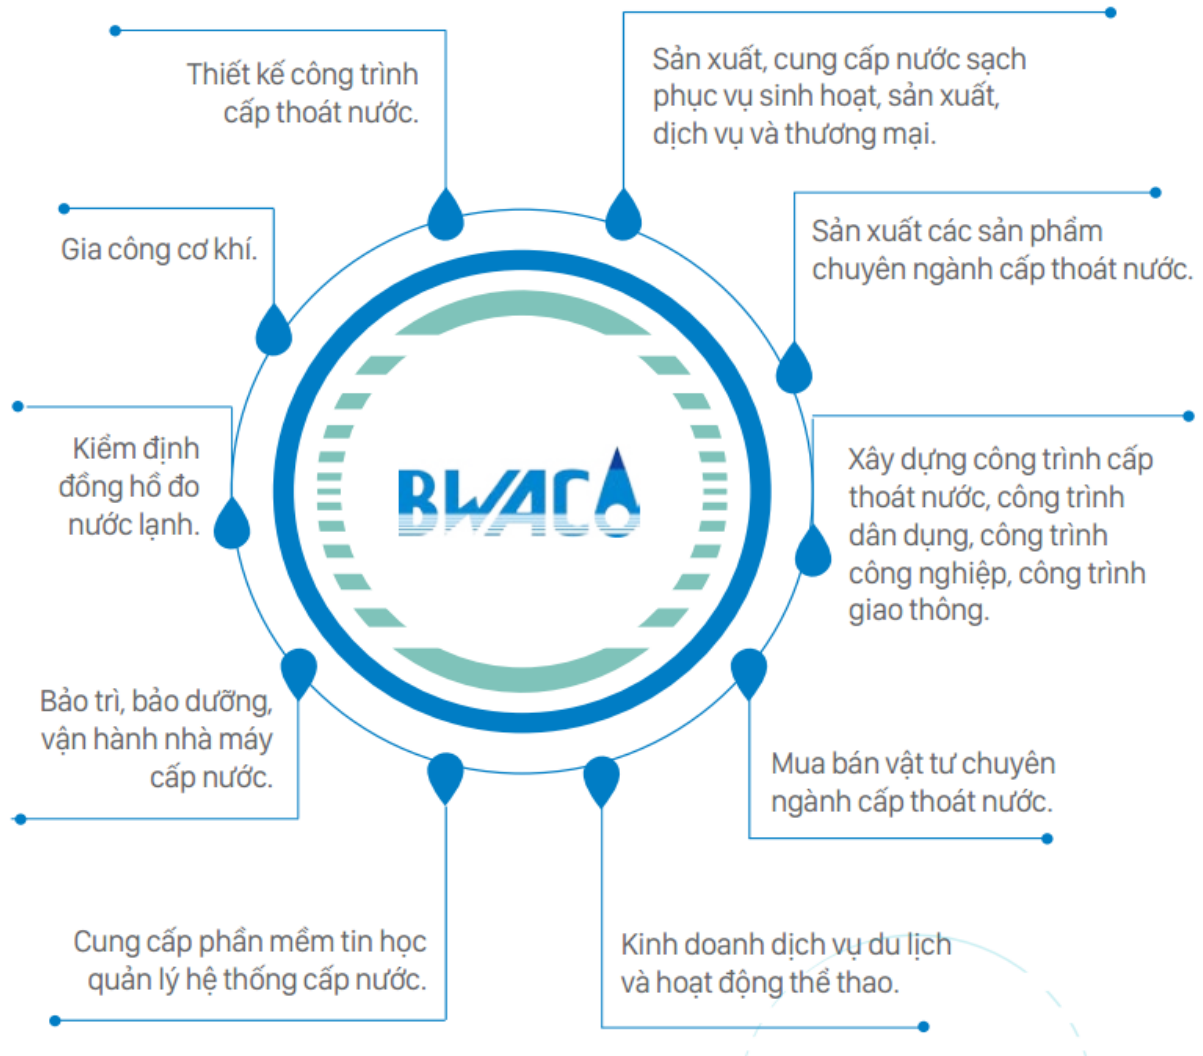 Thiết kế công trình
cấp thoát nước.
Sản xuất, cung cấp nước sạch
phục vụ sinh hoạt, sản xuất,
dịch vụ và thương mại.
Gia công cơ khí.
Sản xuất các sản phẩm
chuyên ngành cấp thoát nước.
Kiểm định
đồng hồ đo
nước lạnh.
BWACO
Xây dựng công trình cấp
thoát nước, công trình
dân dụng, công trình
công nghiệp, công trình
giao thông.
Bảo trì, bảo dưỡng,
vận hành nhà máy
cấp nước.
Mua bán vật tư chuyên
ngành cấp thoát nước.
Cung cấp phần mềm tin học
quản lý hệ thống cấp nước.
Kinh doanh dịch vụ du lịch
và hoạt động thể thao.